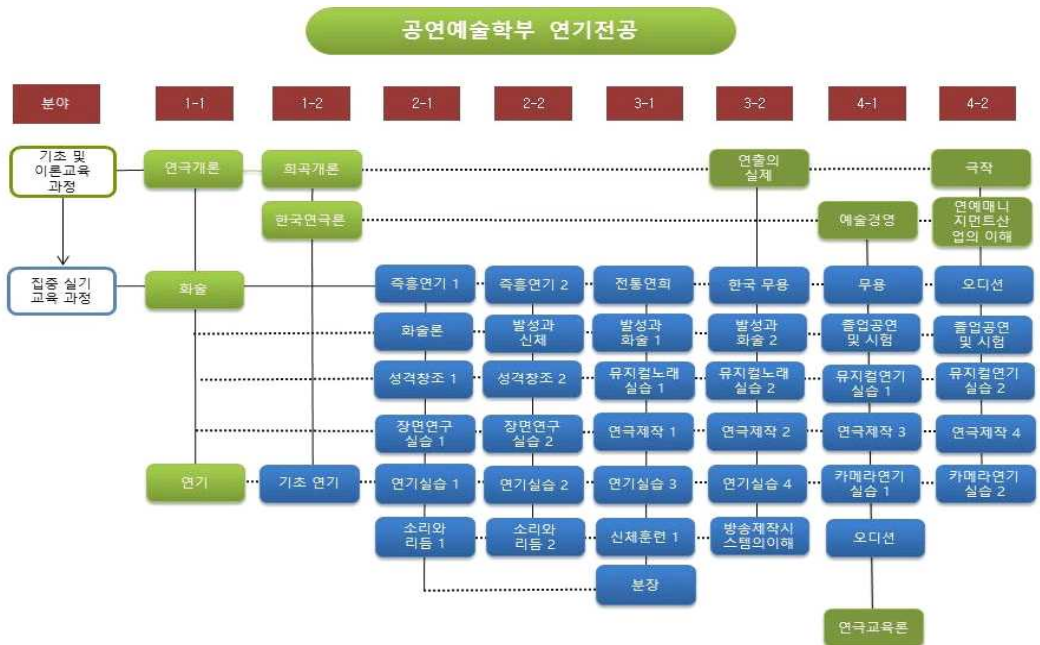 공연예술학부 연기전공
분야
1-1
1-2
2-1
2-2
3-1
3-2
4-1
4-2
기초 및
이론교육
과정
연극개론
희곡개론
연출의
실제
극작
한국연극론
예술경영
연예매니
지먼트산
업의 이해
집중 실기
교육 과정
화술
즉흥연기 1
즉흥연기 2
전통연희
한국 무용
무용
오디션
화술론
발성과
신체
발성과
화술 1
발성과
화술 2
졸업공연
및 시험
졸업공연
및 시험
성격창조 1
성격창조 2
뮤지컬노래
실습 1
뮤지컬노래
실습 2
뮤지컬연기
실습 1
뮤지컬연기
실습 2
장면연구
실습 1
장면연구
실습 2
연극제작 1
연극제작 2
연극제작 3
연극제작 4
연기
기초 연기
연기실습 1
연기실습 2
연기실습 3
연기실습 4
카메라연기
실습 1
카메라연기
실습 2
소리와
리듬 1
소리와
리듬 2
신체훈련 1
방송제작시
스템의이해
오디션
분장
연극교육론